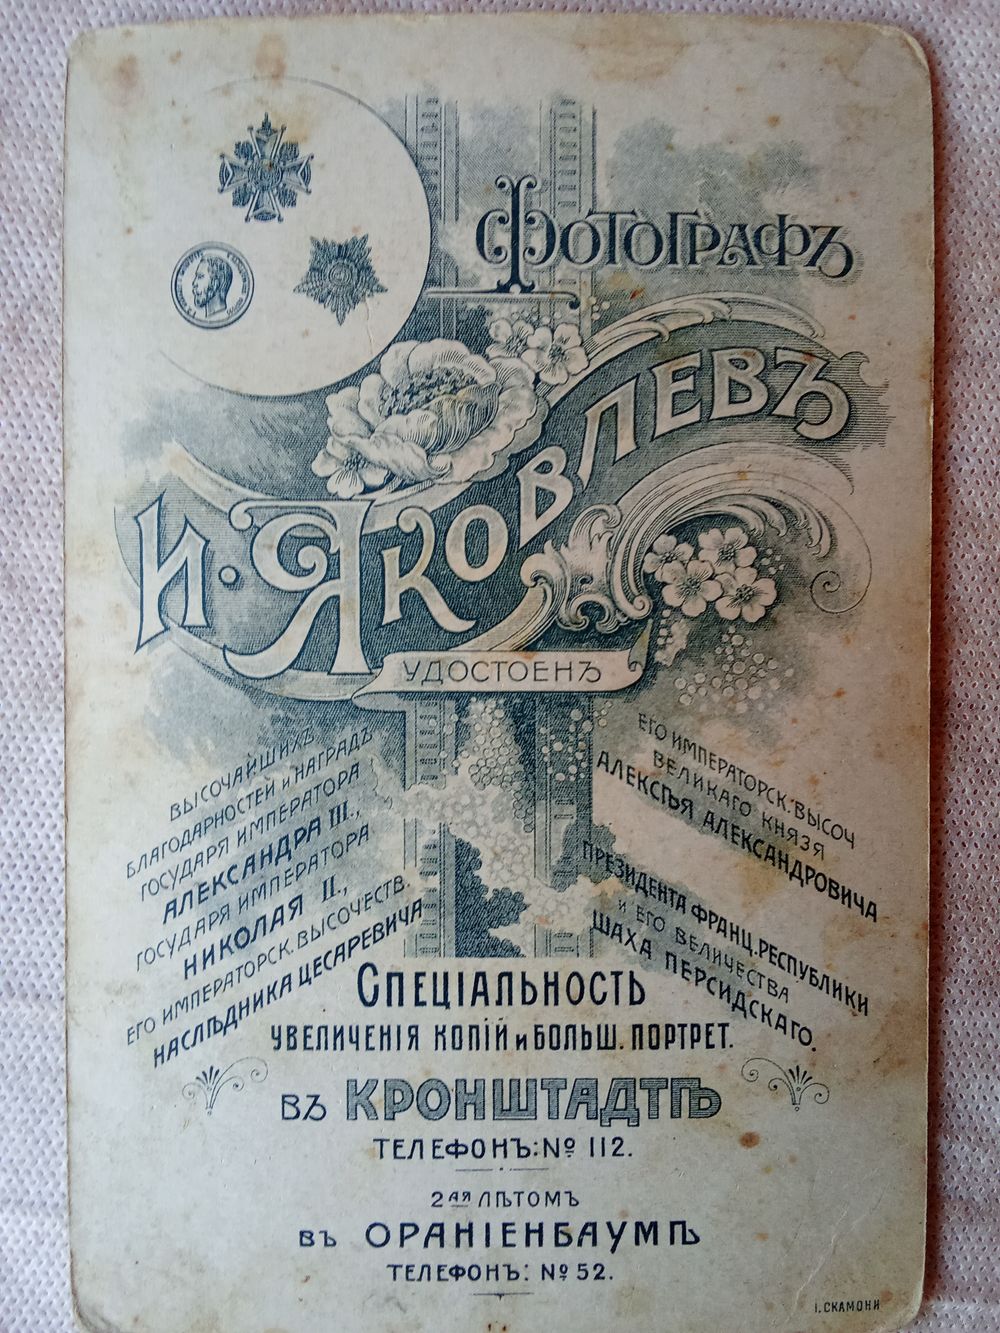 Фотографъ
И. Яковлевъ
УДОСТОЕНЪ
ВЫСОЧАЙШИХЪ
БЛАГОДАРНОСТЕЙ И НАГРАДЪ
ГОСУДАРЯ ИМПЕРАТОРА
АЛЕКСАНДРА III.,
ГОСУДАРЯ ИМПЕРАТОРА
НИКОЛАЯ II.,
ЕГО ИМПЕРАТОРСК. ВЫСОЧЕСТВ.
НАСЛѢДНИКА ЦЕСАРЕВИЧА
ЕГО ИМПЕРАТОРСК. ВЫСОЧ
ВЕЛИКАГО КНЯЗЯ
АЛЕКСѢЯ АЛЕКСАНДРОВИЧА
ПРЕЗИДЕНТА ФРАНЦ. РЕСПУБЛИКИ
И ЕГО ВЕЛИЧЕСТВА
ШАХА ПЕРСИДСКАГО.
СПЕЦІАЛЬНОСТЬ
УВЕЛИЧЕНІЯ КОПІЙ и БОЛЬШ. ПОРТРЕТ.
ВЪ КРОНШТАДТѢ
ТЕЛЕФОНЪ: № 112.
2АЯ ЛѢТОМЪ
ВЪ ОРАНІЕНБАУМѢ
ТЕЛЕФОНЪ: № 52.
І. СКАМОНИ